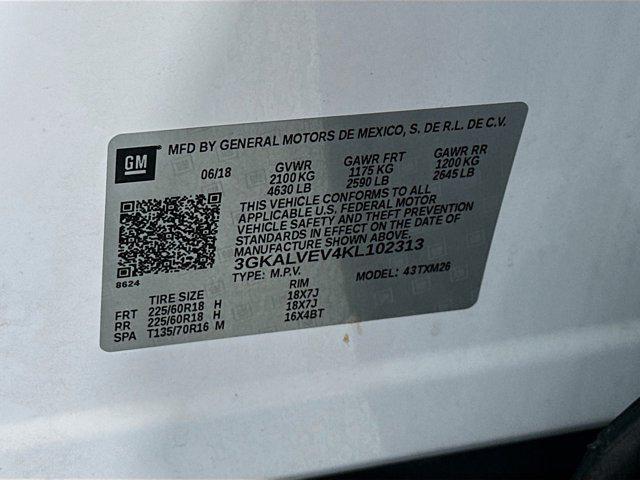 GM
MFD BY GENERAL MOTORS DE MEXICO, S. DE R.L. DE C.V.
06/18 GVWR GAWR FRT GAWR RR
2100 KG 1175 KG 1200 KG
4630 LB 2590 LB 2645 LB
THIS VEHICLE CONFORMS TO ALL
APPLICABLE U.S. FEDERAL MOTOR
VEHICLE SAFETY AND THEFT PREVENTION
STANDARDS IN EFFECT ON THE DATE OF
MANUFACTURE SHOWN ABOVE.
3GKALVEV4KL102313
8624
TYPE: M.P.V. MODEL: 43TXM26
TIRE SIZE RIM
FRT 225/60R18 H 18X7J
RR 225/60R18 H 18X7J
SPA T135/70R16 M 16X4BT